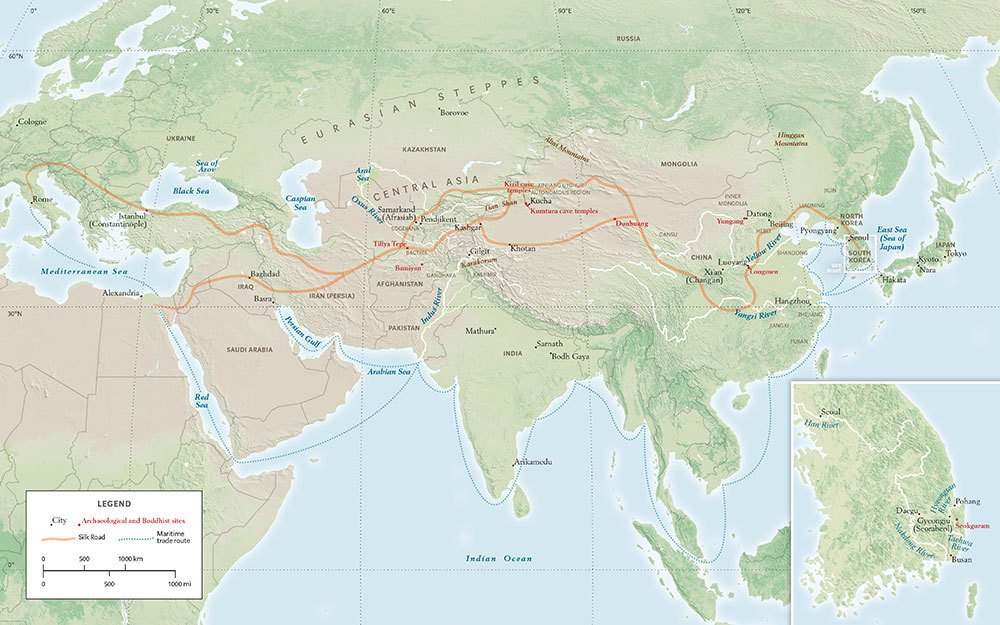 0°
30°E
60°E
90°E
120°E
150°E
60°N
RUSSIA
EURASIAN STEPPES
Cologne
Borovoe
UKRAINE
Hinggan
Mountains
Altai Mountains
KAZAKHSTAN
MONGOLIA
Sea of
Azov
Aral
Sea
CENTRAL ASIA
Kizil cave
temples
XINJIANG UYGHUR
AUTONOMOUS REGION
JILIN
Black Sea
Caspian
Sea
Oxus River
Rome
Tian Shan
Kucha
INNER
MONGOLIA
LIAONING
NORTH
KOREA
Istanbul
(Constantinople)
Samarkand
(Afrasiab)
Penjikent
SOGDIANA
Kumtura cave temples
Kashgar
Dunhuang
Yungang
Datong
Beijing
HEBEI
Pyongyang
East Sea
(Sea of
Japan)
GANSU
Seoul
SOUTH
KOREA
JAPAN
Tillya Tepe
BACTRIA
Khotan
Gilgit
Karakorum
Yellow River
SHANDONG
Kyoto
Tokyo
Nara
Mediterranean Sea
Baghdad
Bamiyan
GANDHARA
KASHMIR
CHINA
Luoyang
Longmen
Xi'an
(Changan)
Hakata
Alexandria
IRAQ
Basra
IRAN (PERSIA)
AFGHANISTAN
Indus River
Hangzhou
30°N
Yangzi River
ZHEJIANG
Persian Gulf
PAKISTAN
Mathura
JIANGXI
Sarnath
FUJIAN
SAUDI ARABIA
INDIA
Bodh Gaya
Arabian Sea
Red
Sea
Arikamedu
Indian Ocean
0°
LEGEND
City
Archaeological and Buddhist sites
Silk Road
Maritime
trade route
0 500 1000 km
0 500 1000 mi
Seoul
Han River
Hyeongsan
River
Pohang
Daegu
Gyeongju
(Seorabeol)
Seokguram
Nakdong River
Taehwa
River
Busan